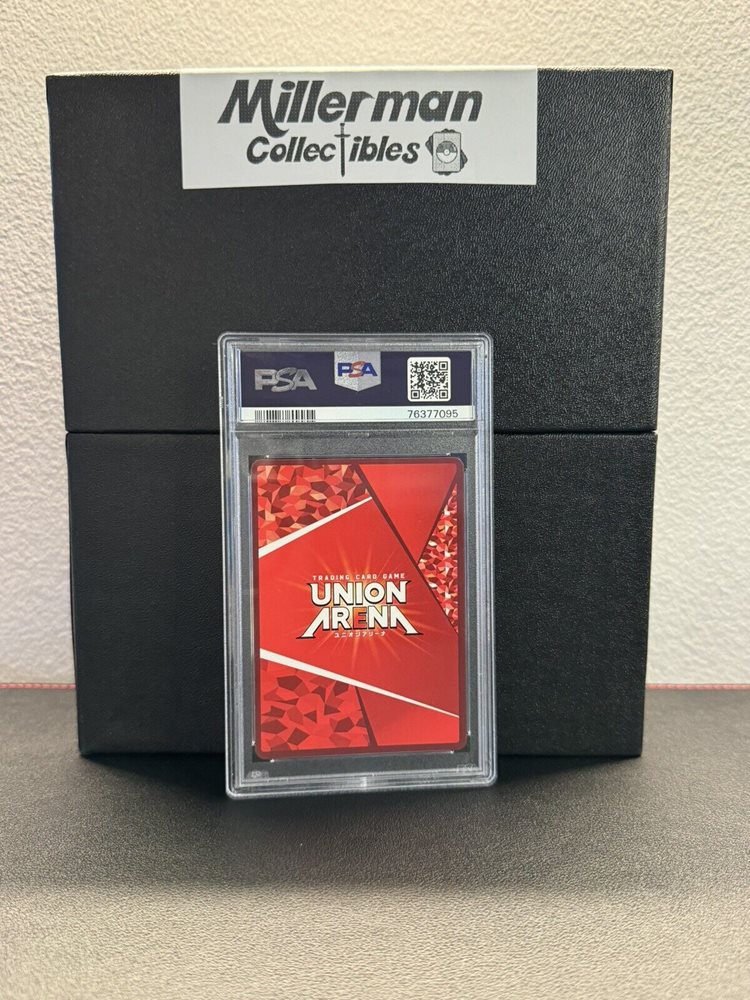 Millerman
Collectibles
PSA
PSA
76377095
TRADING CARD GAME
UNION
ARENA
ユニオンアリーナ